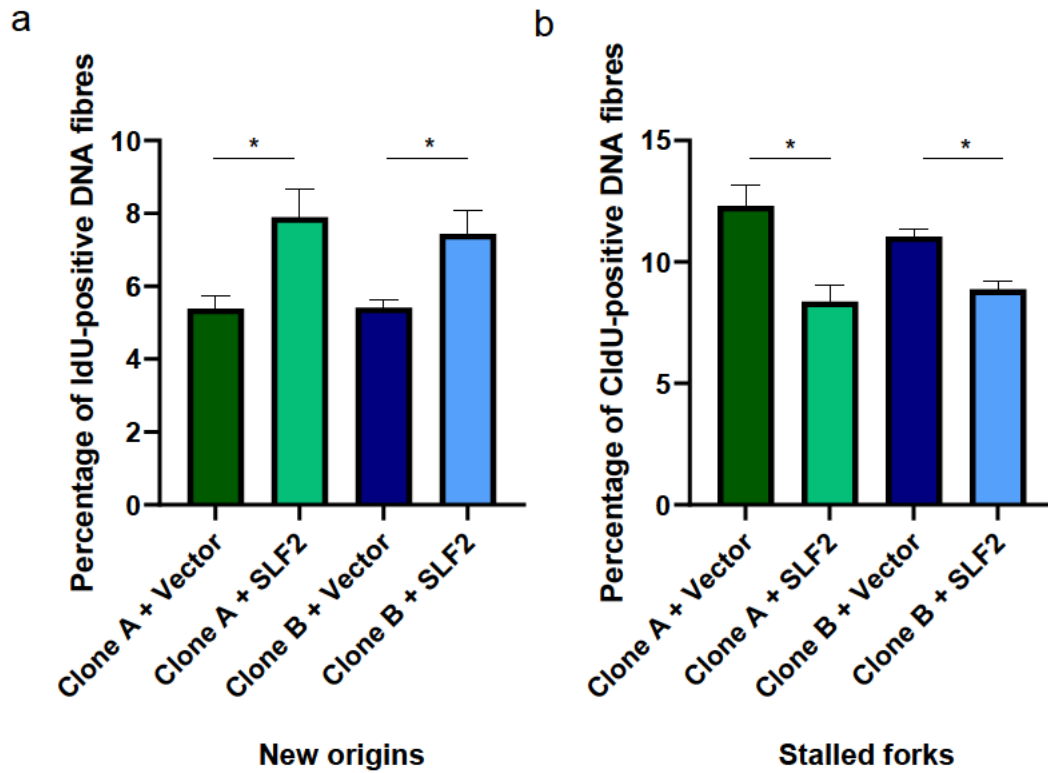 a
Percentage of IdU-positive DNA fibres
10
8
6
4
2
0
*
*
Clone A + Vector
Clone A + SLF2
Clone B + Vector
Clone B + SLF2
New origins
b
Percentage of CldU-positive DNA fibres
15
10
5
0
*
*
Clone A + Vector
Clone A + SLF2
Clone B + Vector
Clone B + SLF2
Stalled forks